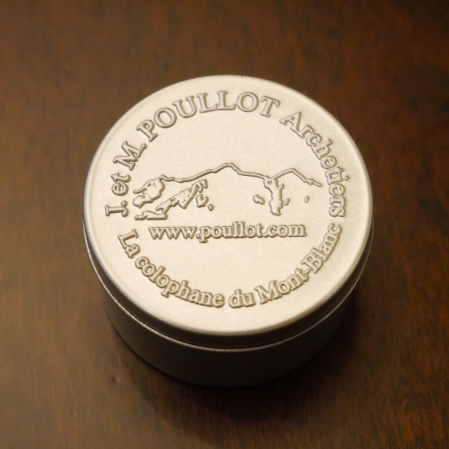 J. et M. POULLOT Archetiers
www.poullot.com
La colophane du Mont-Blanc